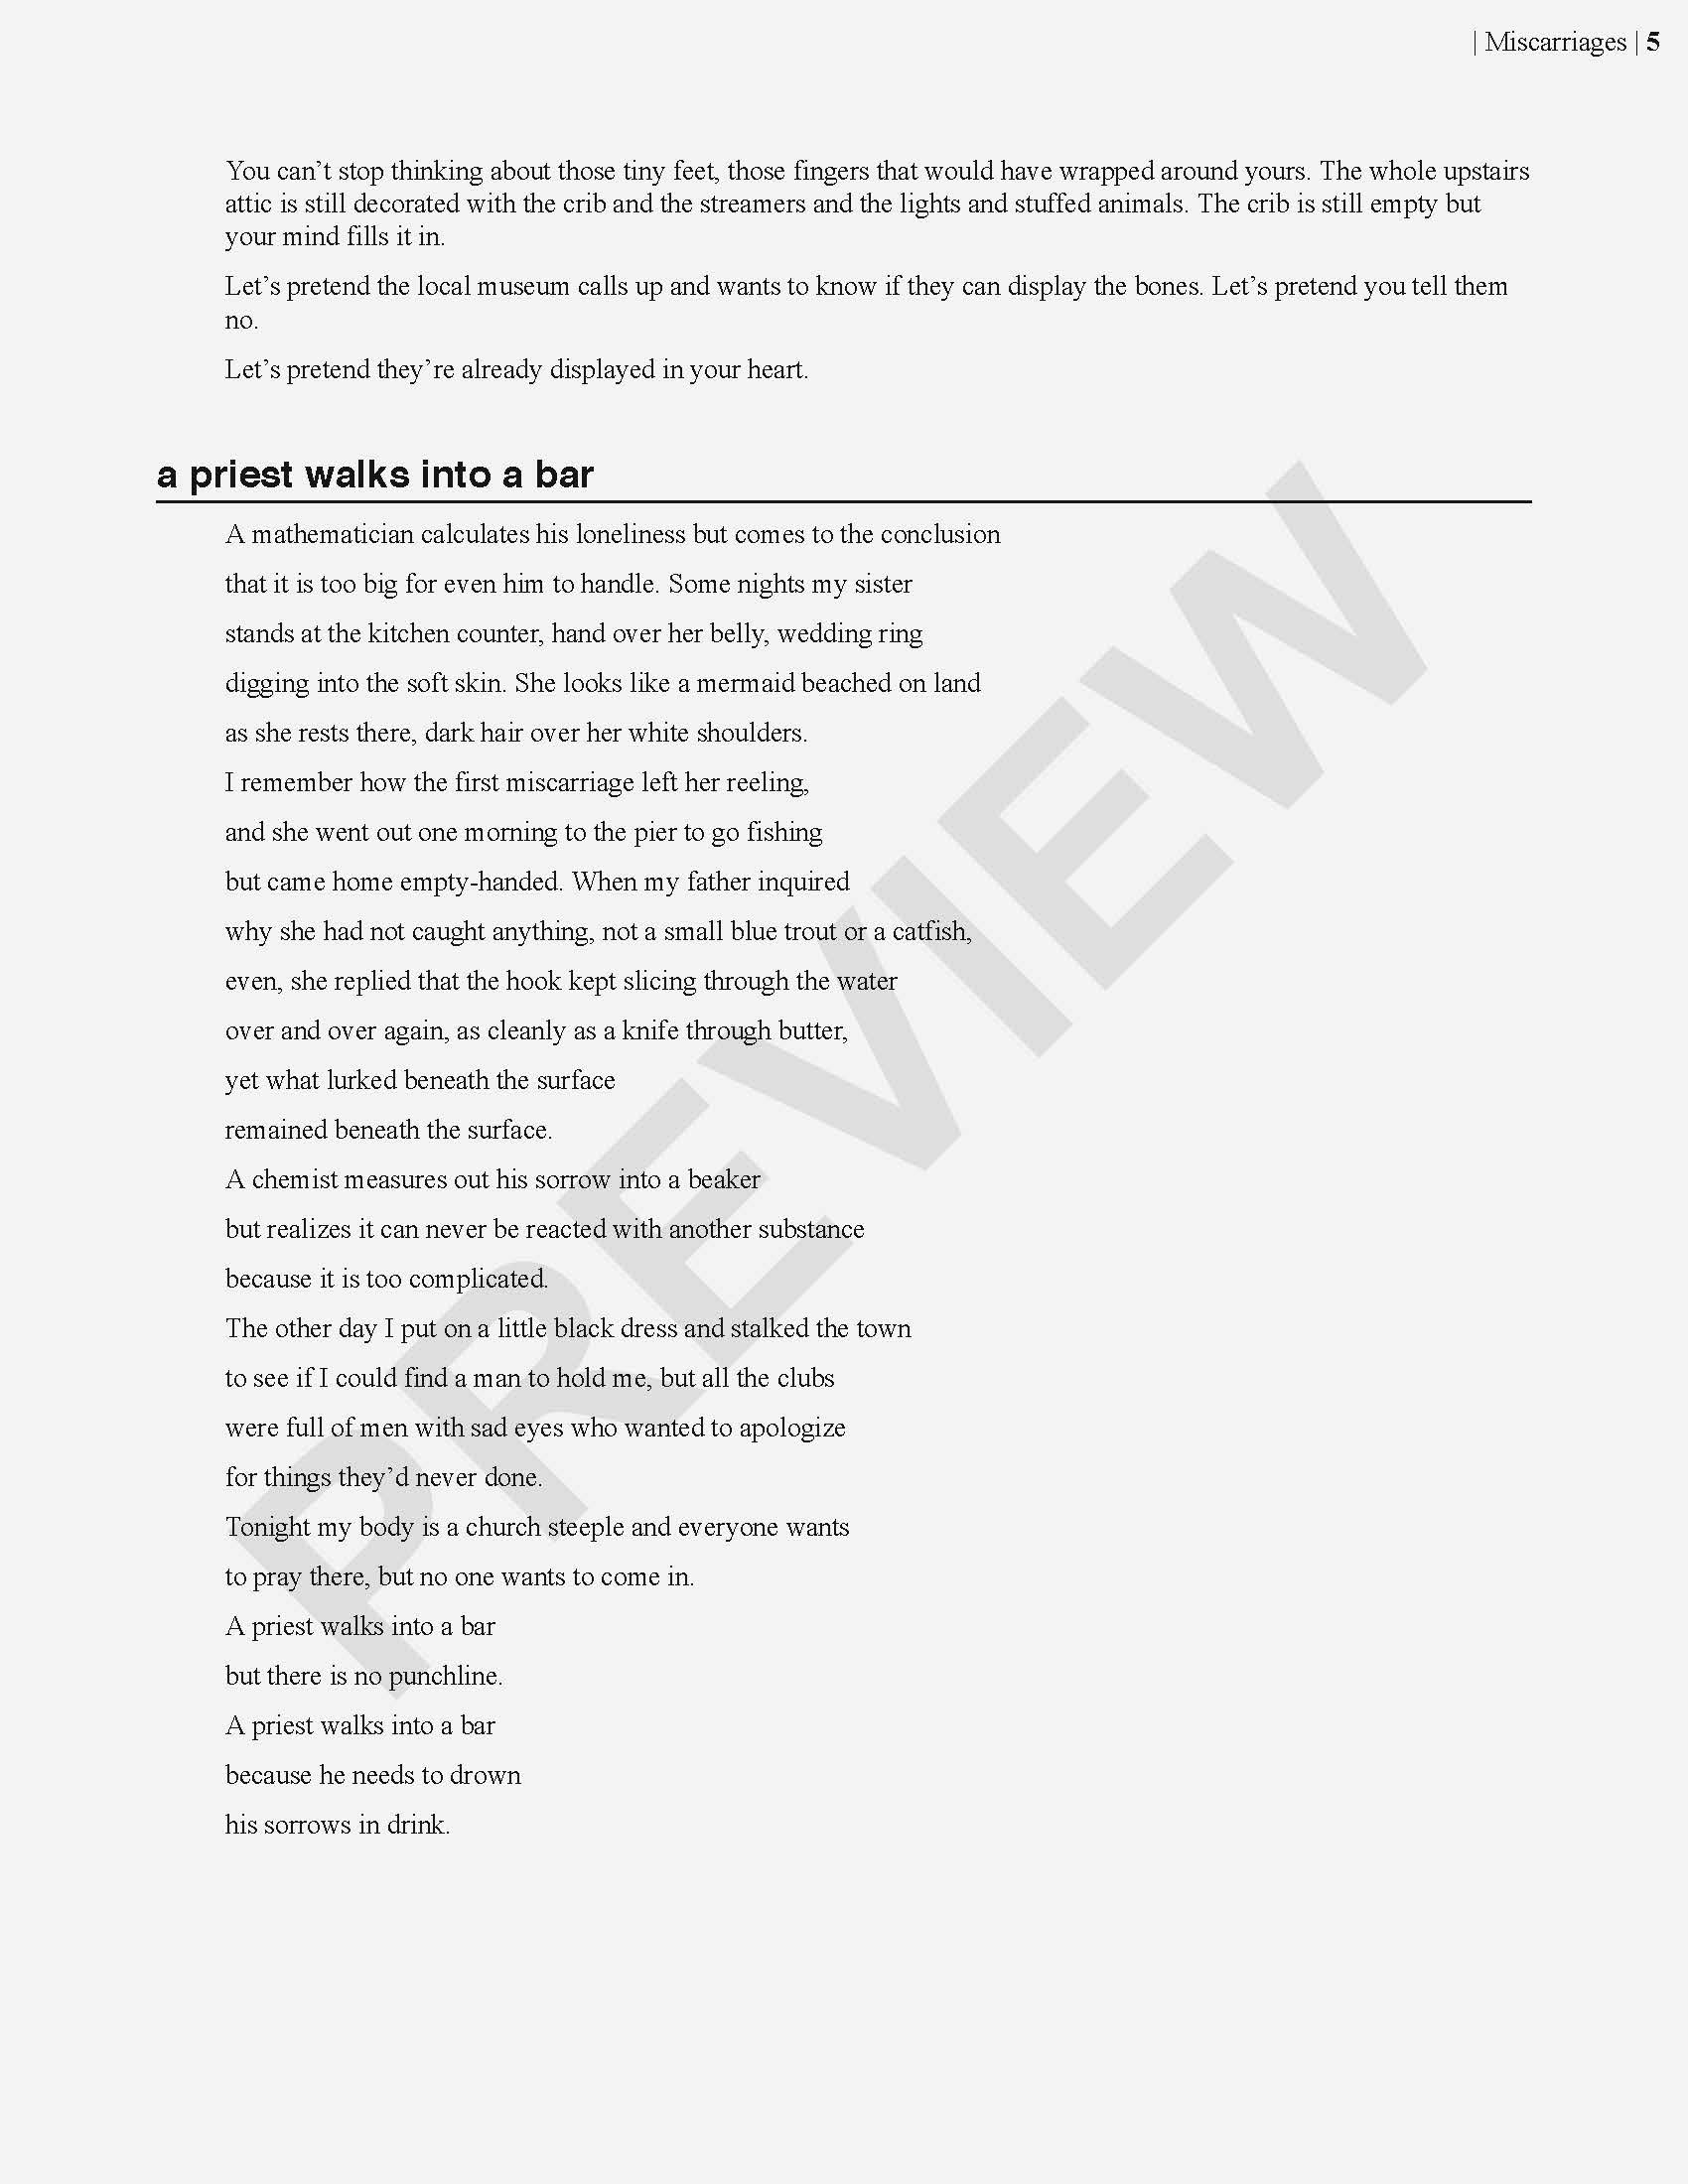 | Miscarriages | 5
You can’t stop thinking about those tiny feet, those fingers that would have wrapped around yours. The whole upstairs
attic is still decorated with the crib and the streamers and the lights and stuffed animals. The crib is still empty but
your mind fills it in.
Let’s pretend the local museum calls up and wants to know if they can display the bones. Let’s pretend you tell them
no.
Let’s pretend they’re already displayed in your heart.
a priest walks into a bar
A mathematician calculates his loneliness but comes to the conclusion
that it is too big for even him to handle. Some nights my sister
stands at the kitchen counter, hand over her belly, wedding ring
digging into the soft skin. She looks like a mermaid beached on land
as she rests there, dark hair over her white shoulders.
I remember how the first miscarriage left her reeling,
and she went out one morning to the pier to go fishing
but came home empty-handed. When my father inquired
why she had not caught anything, not a small blue trout or a catfish,
even, she replied that the hook kept slicing through the water
over and over again, as cleanly as a knife through butter,
yet what lurked beneath the surface
remained beneath the surface.
A chemist measures out his sorrow into a beaker
but realizes it can never be reacted with another substance
because it is too complicated.
The other day I put on a little black dress and stalked the town
to see if I could find a man to hold me, but all the clubs
were full of men with sad eyes who wanted to apologize
for things they’d never done.
Tonight my body is a church steeple and everyone wants
to pray there, but no one wants to come in.
A priest walks into a bar
but there is no punchline.
A priest walks into a bar
because he needs to drown
his sorrows in drink.
PREVIEW